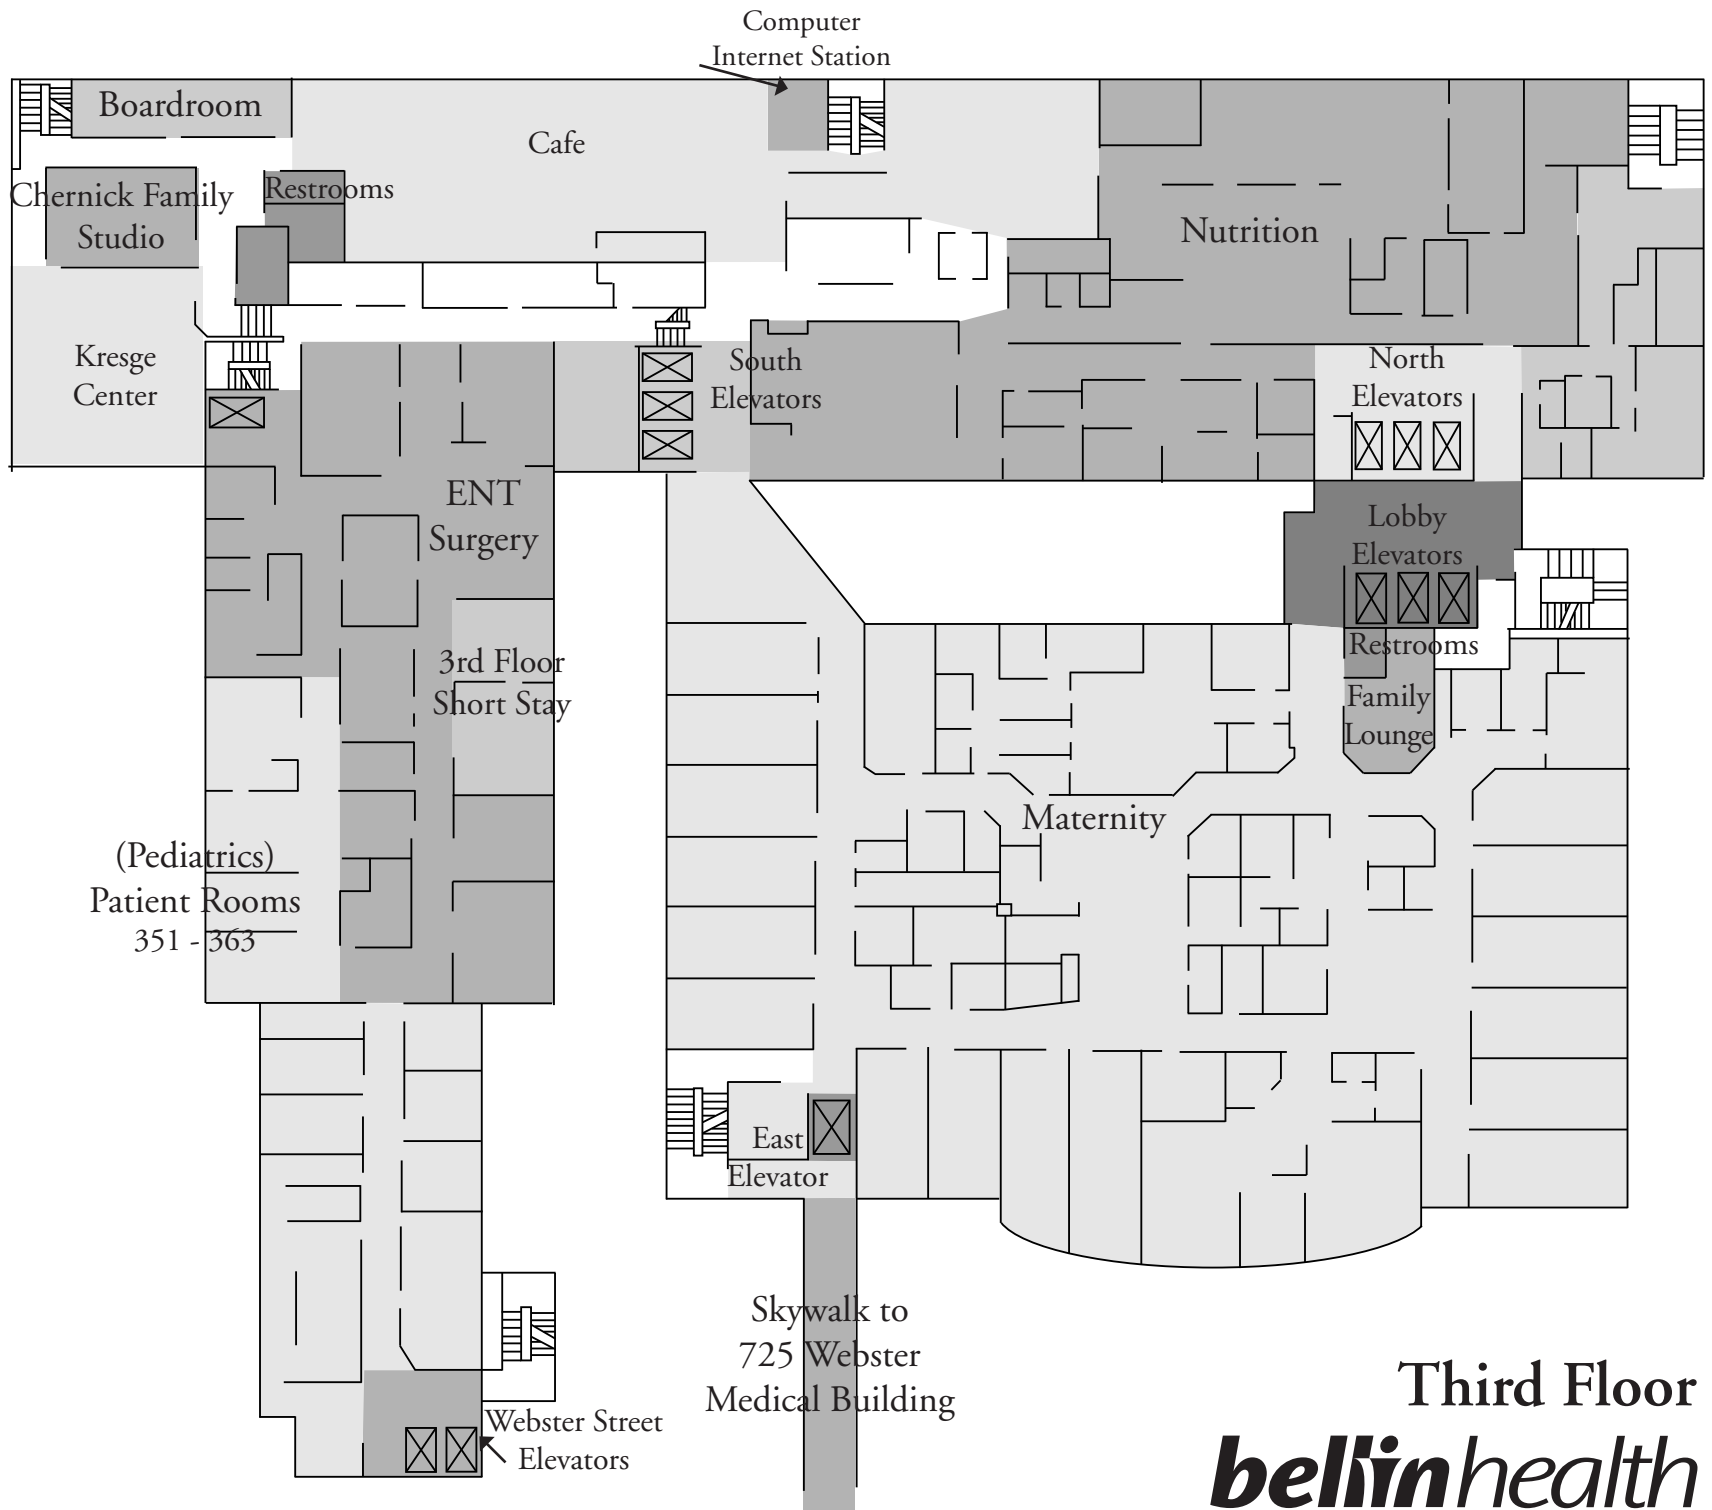 Computer
Internet Station
Boardroom
Cafe
Chernick Family
Studio
Restrooms
Nutrition
Kresge
Center
South
Elevators
North
Elevators
ENT
Surgery
Lobby
Elevators
3rd Floor
Short Stay
Restrooms
Family
Lounge
Maternity
(Pediatrics)
Patient Rooms
351 - 363
East
Elevator
Skywalk to
725 Webster
Medical Building
Webster Street
Elevators
Third Floor
bellinhealth